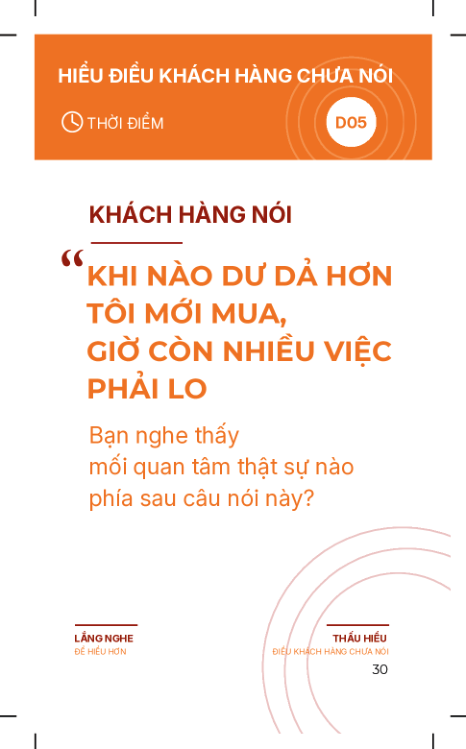 HIỂU ĐIỀU KHÁCH HÀNG CHƯA NÓI
THỜI ĐIỂM
D05
KHÁCH HÀNG NÓI
“KHI NÀO DƯ DẢ HƠN
TÔI MỚI MUA,
GIỜ CÒN NHIỀU VIỆC
PHẢI LO
Bạn nghe thấy
mối quan tâm thật sự nào
phía sau câu nói này?
LẮNG NGHE
ĐỂ HIỂU HƠN
THẤU HIỂU
ĐIỀU KHÁCH HÀNG CHƯA NÓI
30